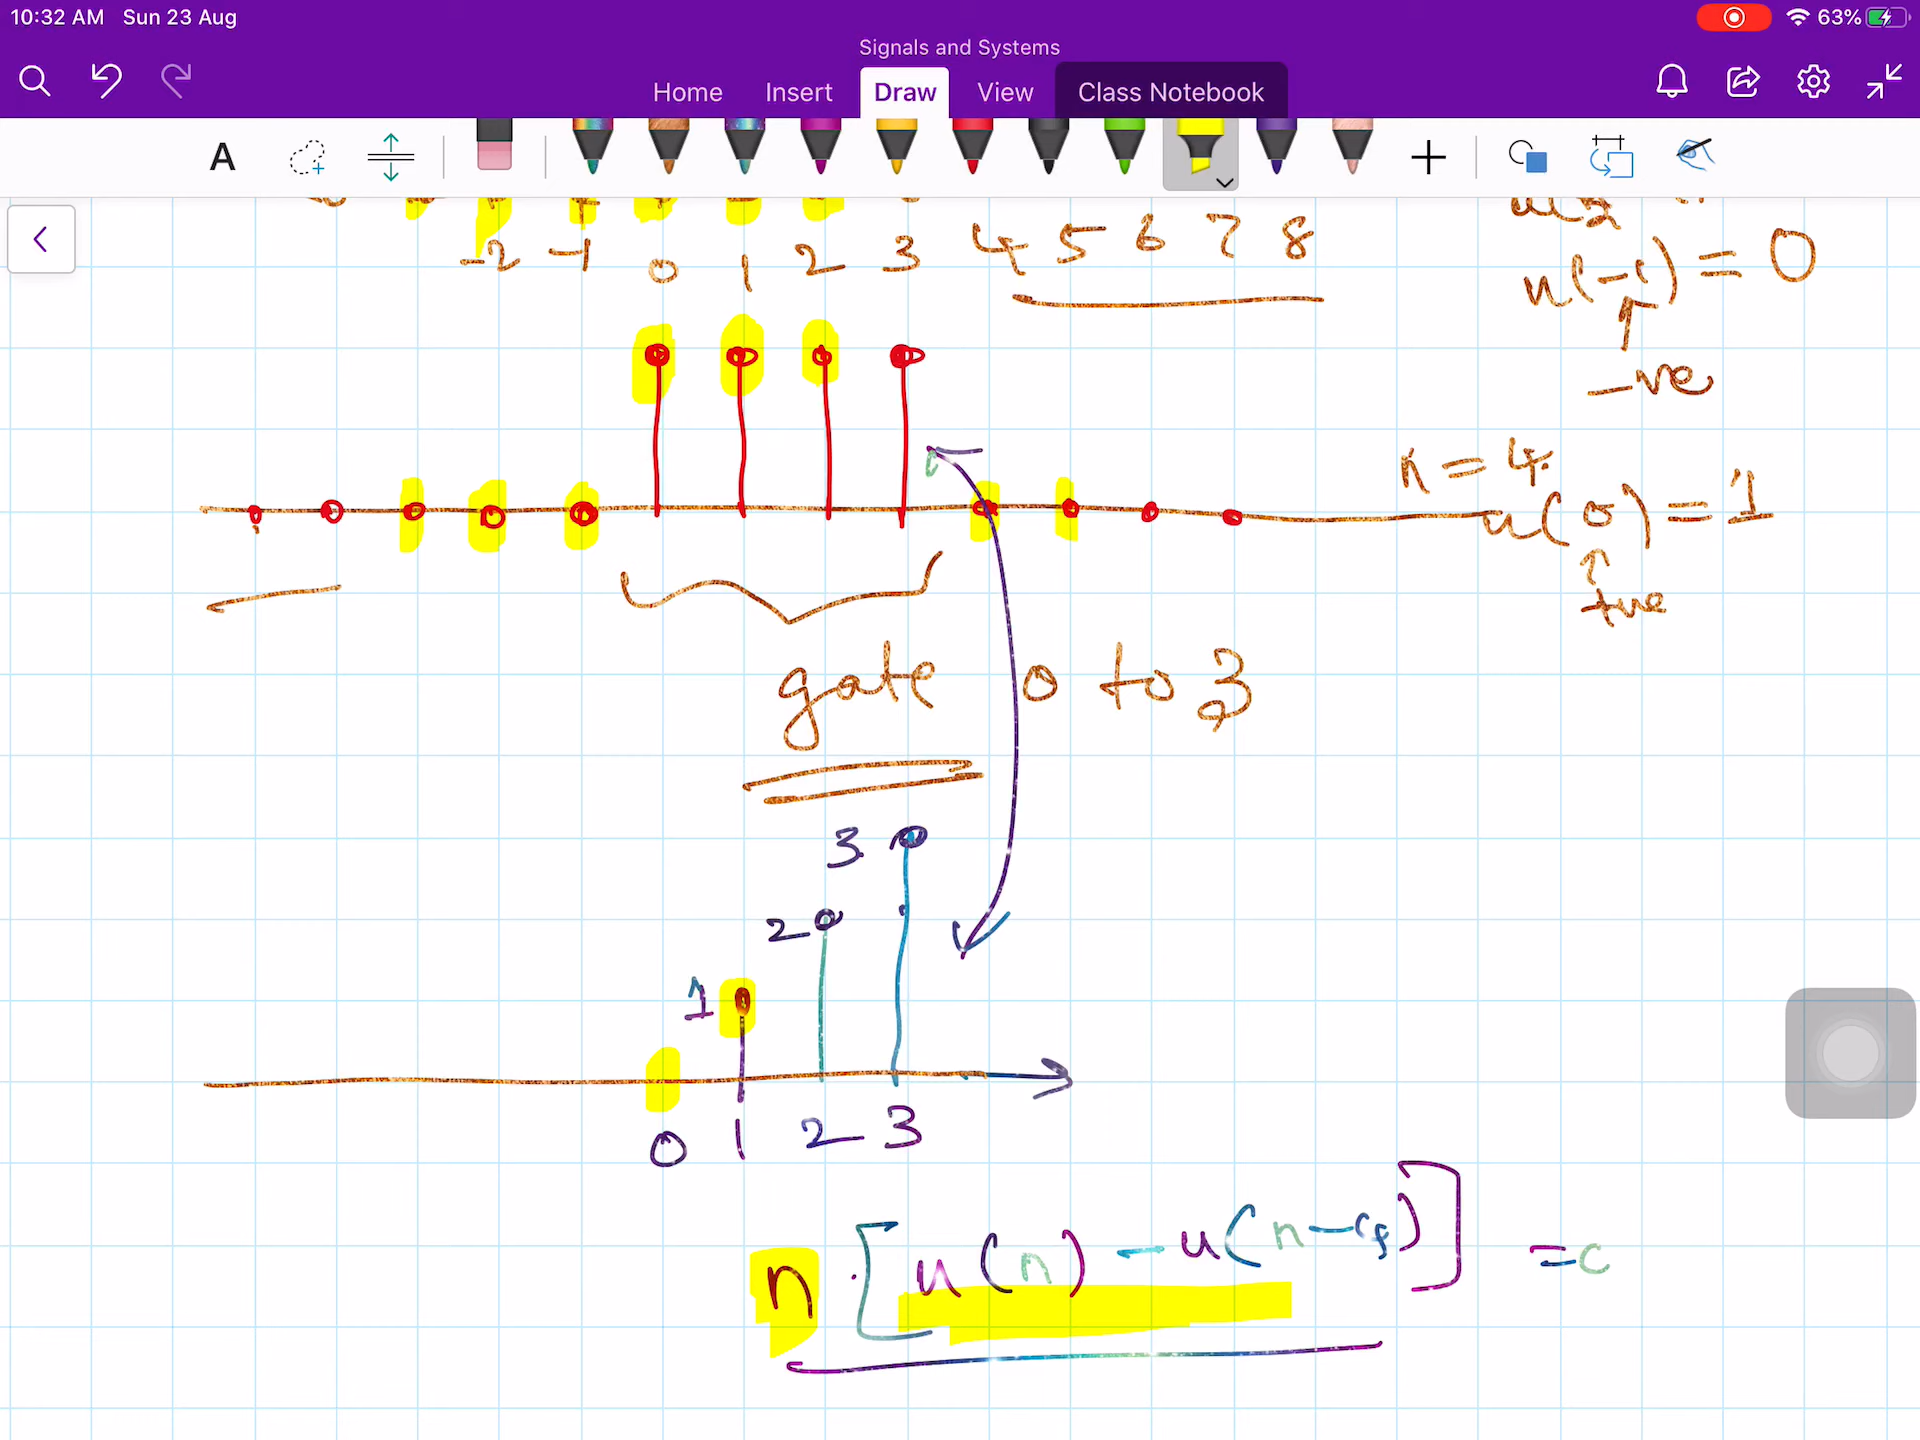 10:32 AM Sun 23 Aug
63%
Signals and Systems
Home Insert Draw View Class Notebook
A
-2 -1 0 1 2 3 4 5 6 7 8
u(-1) = 0
-ve
n = 4.
u(0) = 1
+ve
gate 0 to 3
3
2
1
0 1 2 3
n . [u(n) - u(n-4)] = c